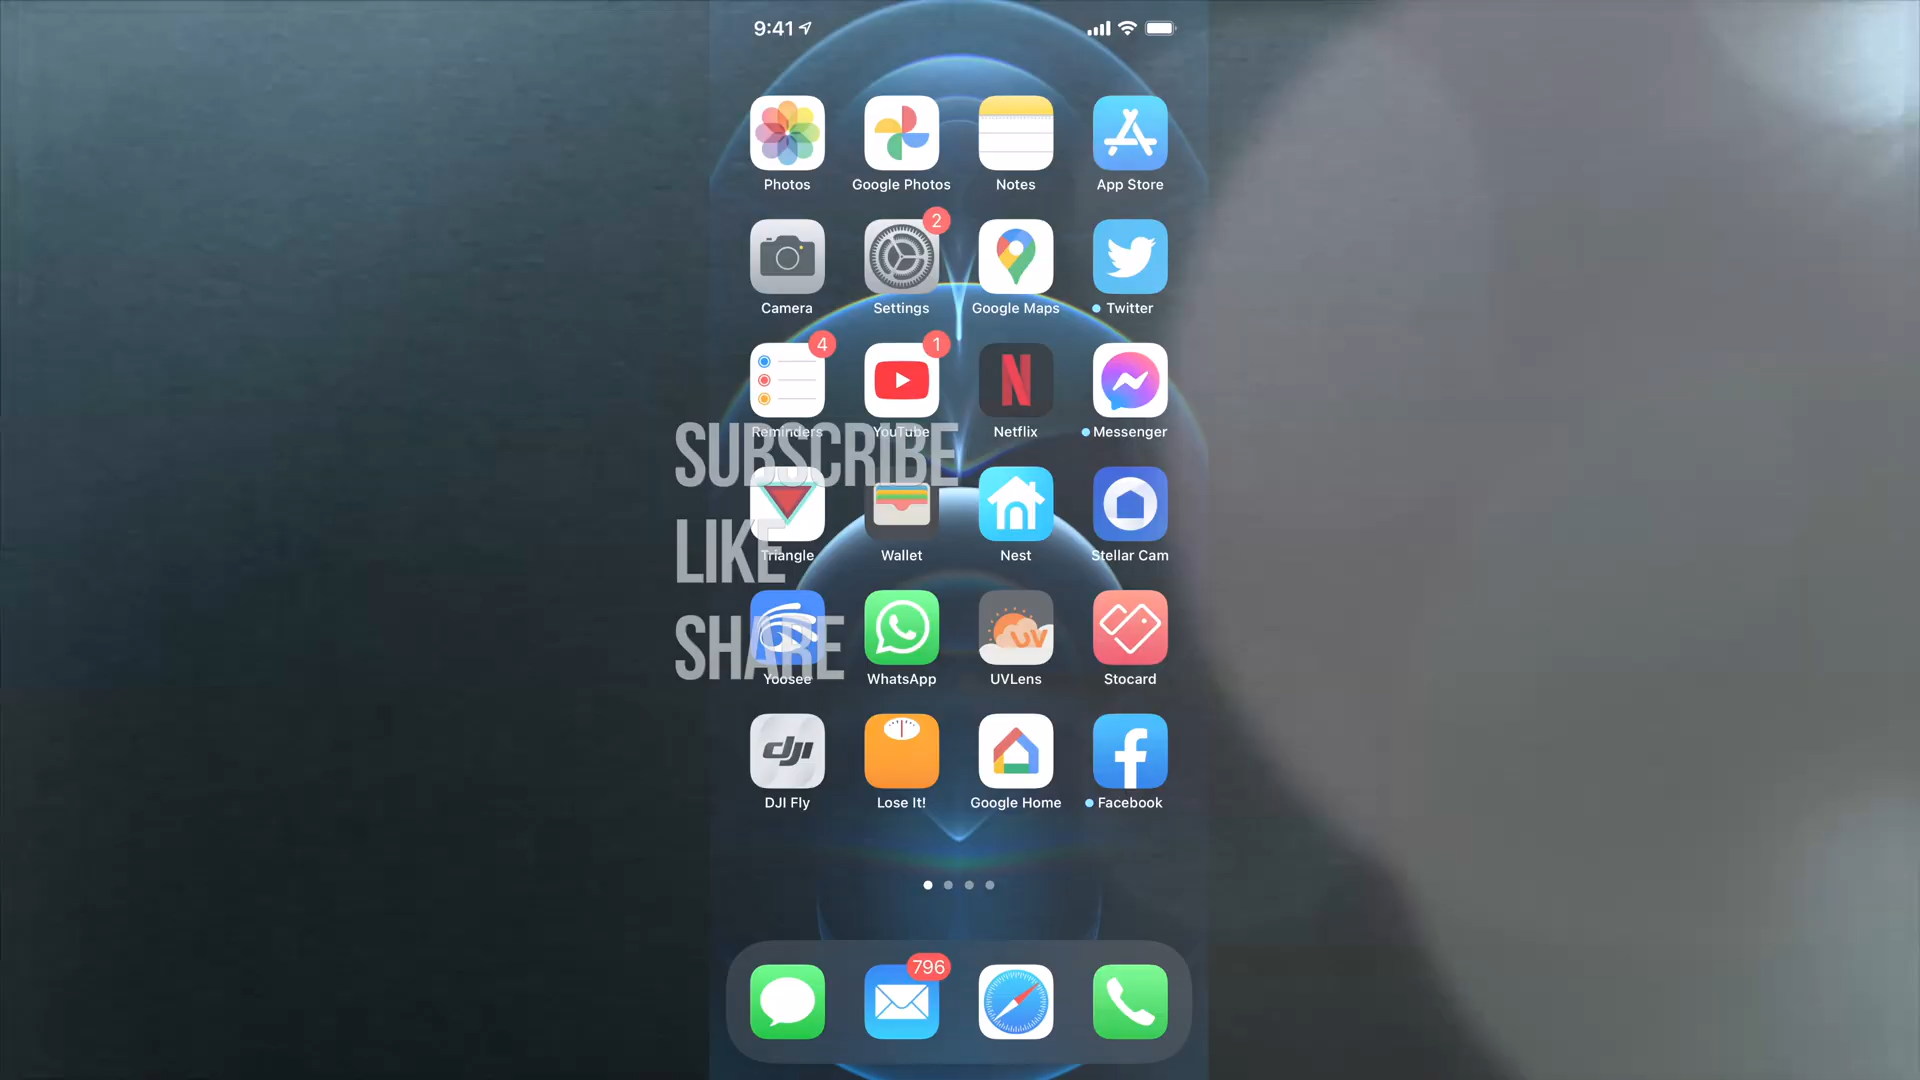 9:41
Photos Google Photos Notes App Store
2
Camera Settings Google Maps Twitter
4 1
N
Reminders YouTube Netflix Messenger
SUBSCRIBE
Triangle Wallet Nest Stellar Cam
LIKE
UV
SHARE
Yoosee WhatsApp UVLens Stocard
dji
DJI Fly Lose It! Google Home Facebook
796